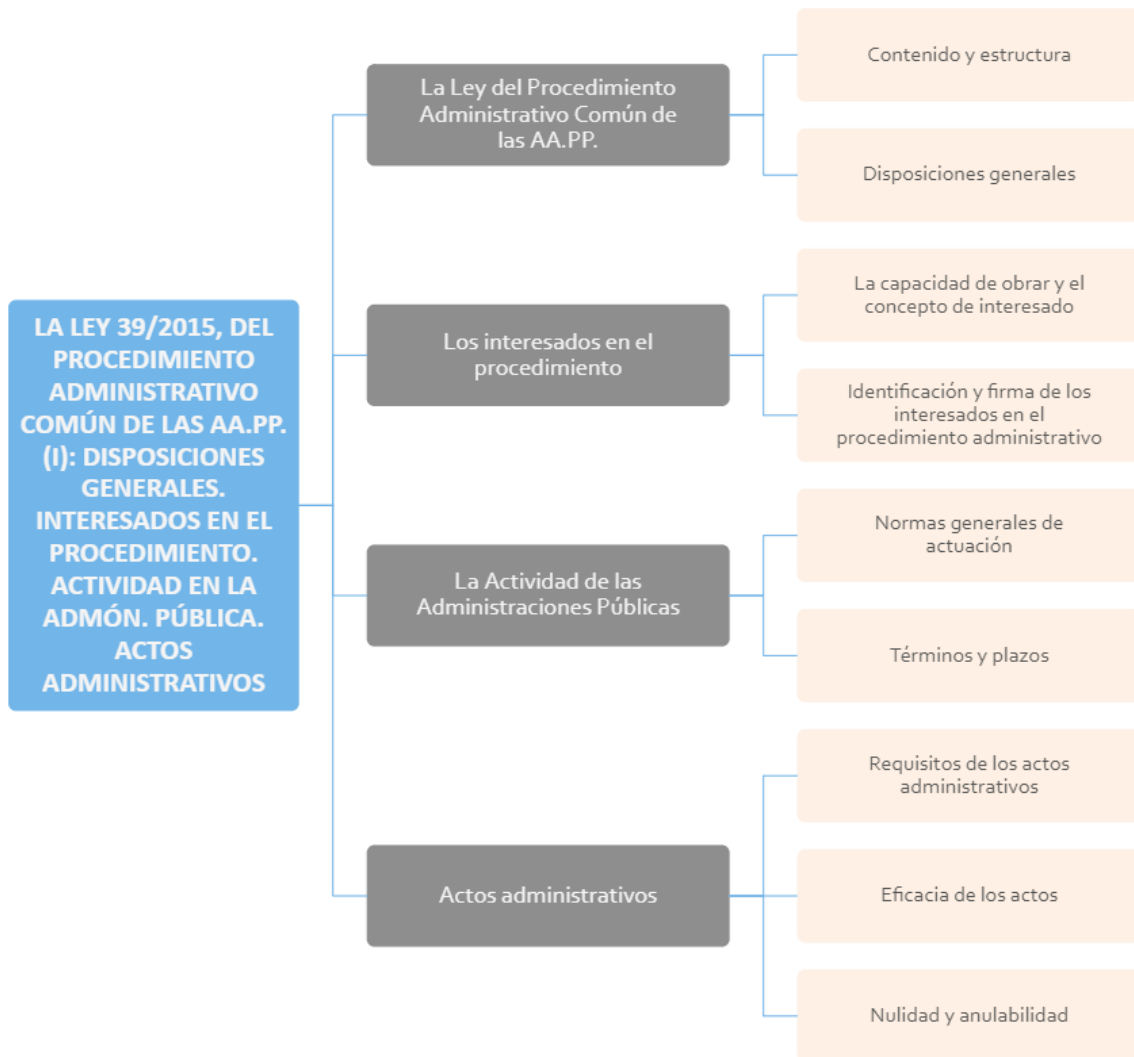 LA LEY 39/2015, DEL
PROCEDIMIENTO
ADMINISTRATIVO
COMÚN DE LAS AA.PP.
(I): DISPOSICIONES
GENERALES.
INTERESADOS EN EL
PROCEDIMIENTO.
ACTIVIDAD EN LA
ADMÓN. PÚBLICA.
ACTOS
ADMINISTRATIVOS
La Ley del Procedimiento
Administrativo Común de
las AA.PP.
Contenido y estructura
Disposiciones generales
Los interesados en el
procedimiento
La capacidad de obrar y el
concepto de interesado
Identificación y firma de los
interesados en el
procedimiento administrativo
La Actividad de las
Administraciones Públicas
Normas generales de
actuación
Términos y plazos
Actos administrativos
Requisitos de los actos
administrativos
Eficacia de los actos
Nulidad y anulabilidad